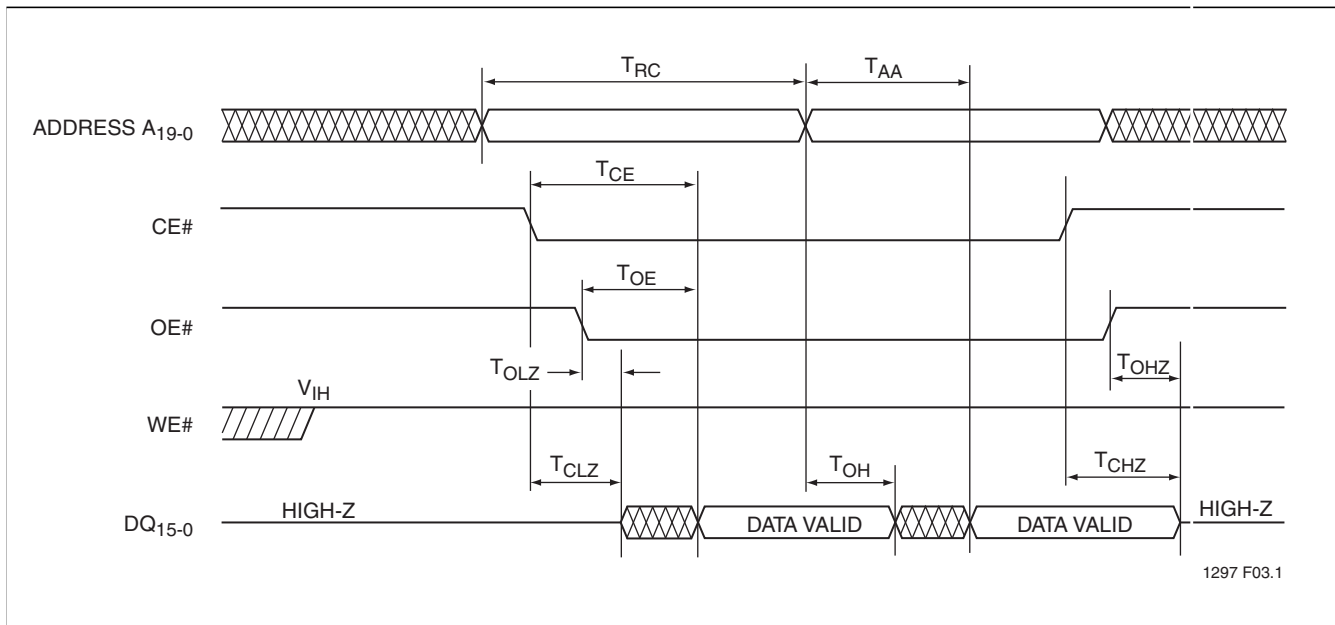 TRC
TAA
ADDRESS A19-0
TCE
CE#
TOE
OE#
TOLZ
TOHZ
VIH
WE#
TCLZ
TOH
TCHZ
DQ15-0
HIGH-Z
DATA VALID
DATA VALID
HIGH-Z
1297 F03.1